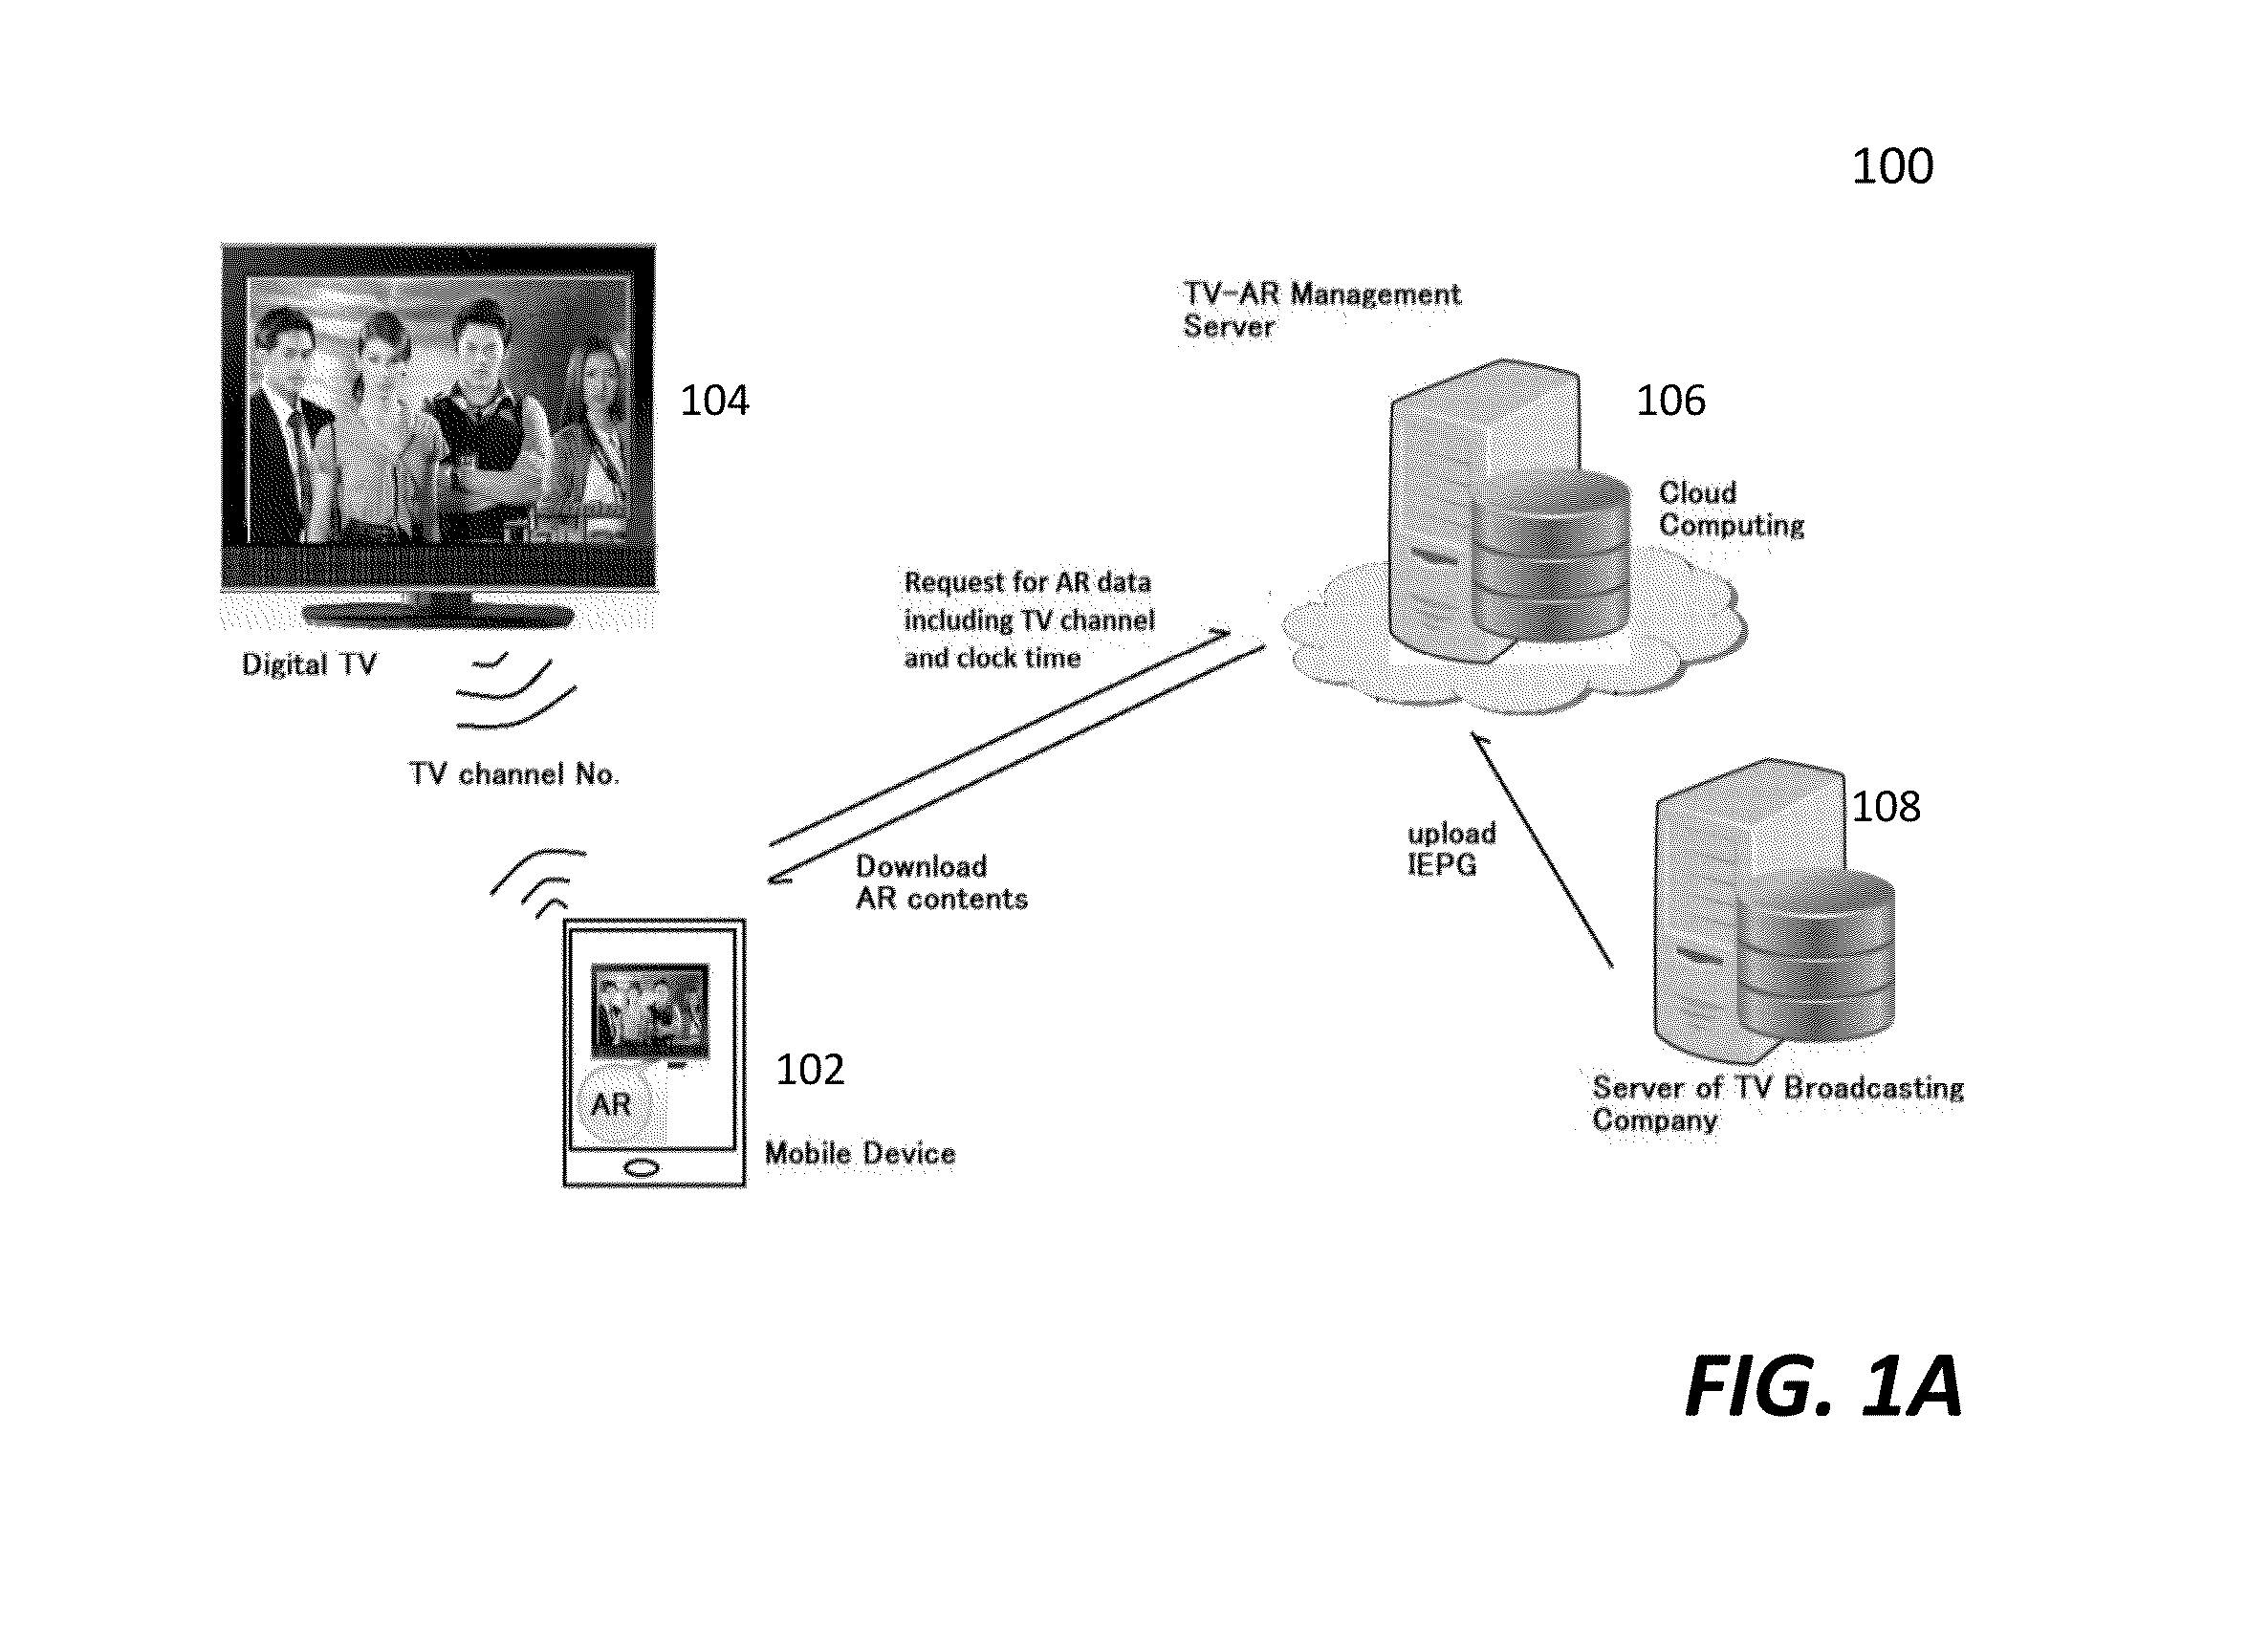 100
TV-AR Management
Server
104
106
Cloud
Computing
Request for AR data
including TV channel
and clock time
Digital TV
TV channel No.
108
upload
IEPG
Download
AR contents
102
AR
Server of TV Broadcasting
Company
Mobile Device
FIG. 1A